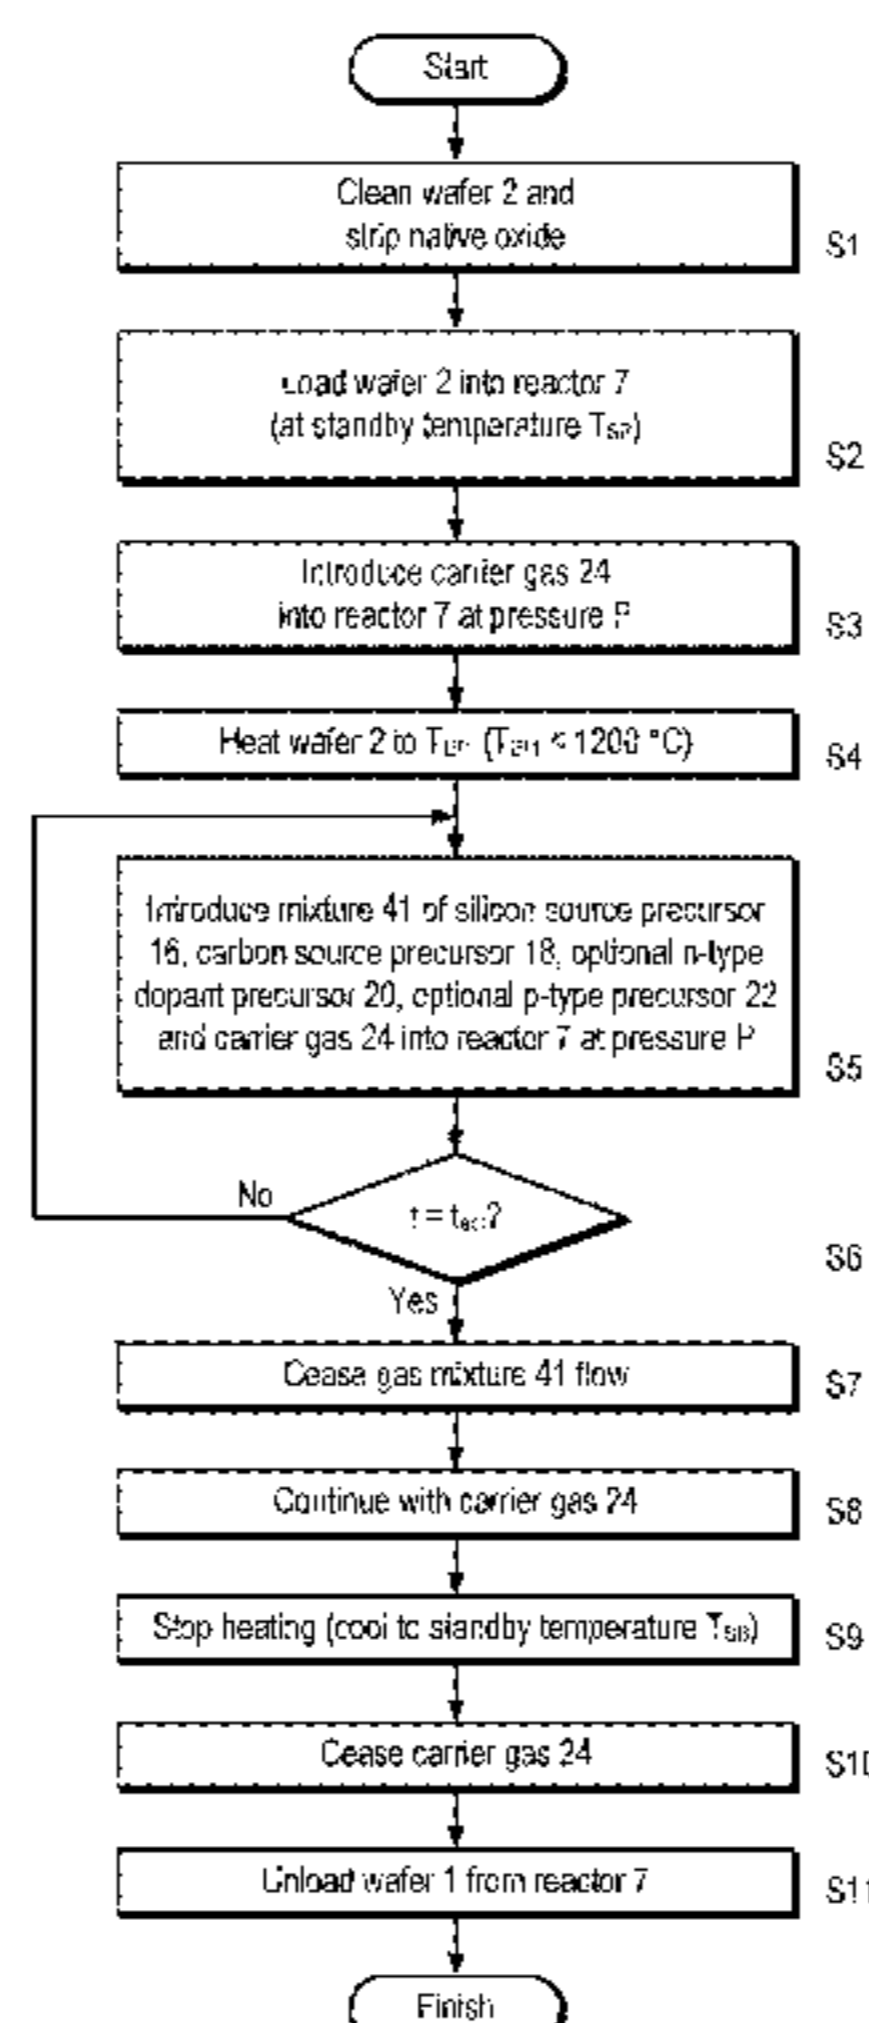 Start
Clean wafer 2 and
strip native oxide
S1
Load wafer 2 into reactor 7
(at standby temperature T)
S2
Introduce carrier gas 24
into reactor 7 at pressure P
S3
Heat wafer 2 to T (T < 1200 °C)
S4
Introduce mixture 41 of silicon source precursor
16, carbon source precursor 18, optional n-type
dopant precursor 20, optional p-type precursor 22
and carrier gas 24 into reactor 7 at pressure P
S5
No
t = t ?
S6
Yes
Cease gas mixture 41 flow
S7
Continue with carrier gas 24
S8
Stop heating (cool to standby temperature TSB)
S9
Cease carrier gas 24
S10
Unload wafer 1 from reactor 7
S11
Finish